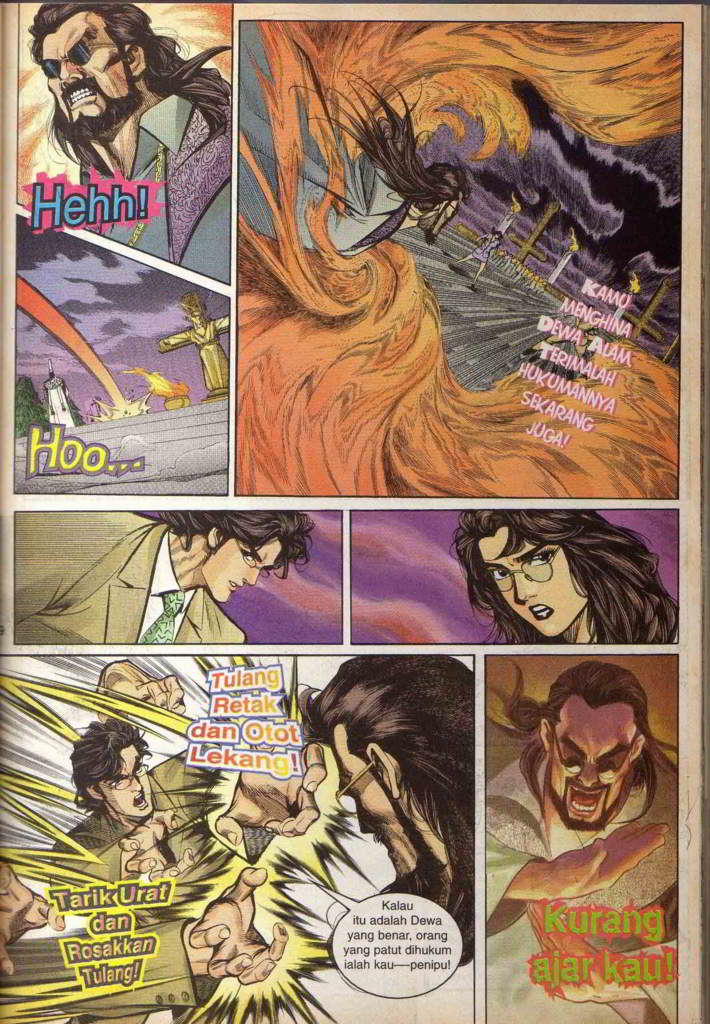 Hehh!
KAMU
MENGHINA
DEWA ALAM
TERIMALAH
HUKUMANNYA
SEKARANG
JUGA!
Hoo...
Tulang
Retak
dan Otot
Lekang!
Tarik Urat
dan
Rosakkan
Tulang!
Kalau
itu adalah Dewa
yang benar, orang
yang patut dihukum
ialah kau—penipu!
Kurang
ajar kau!